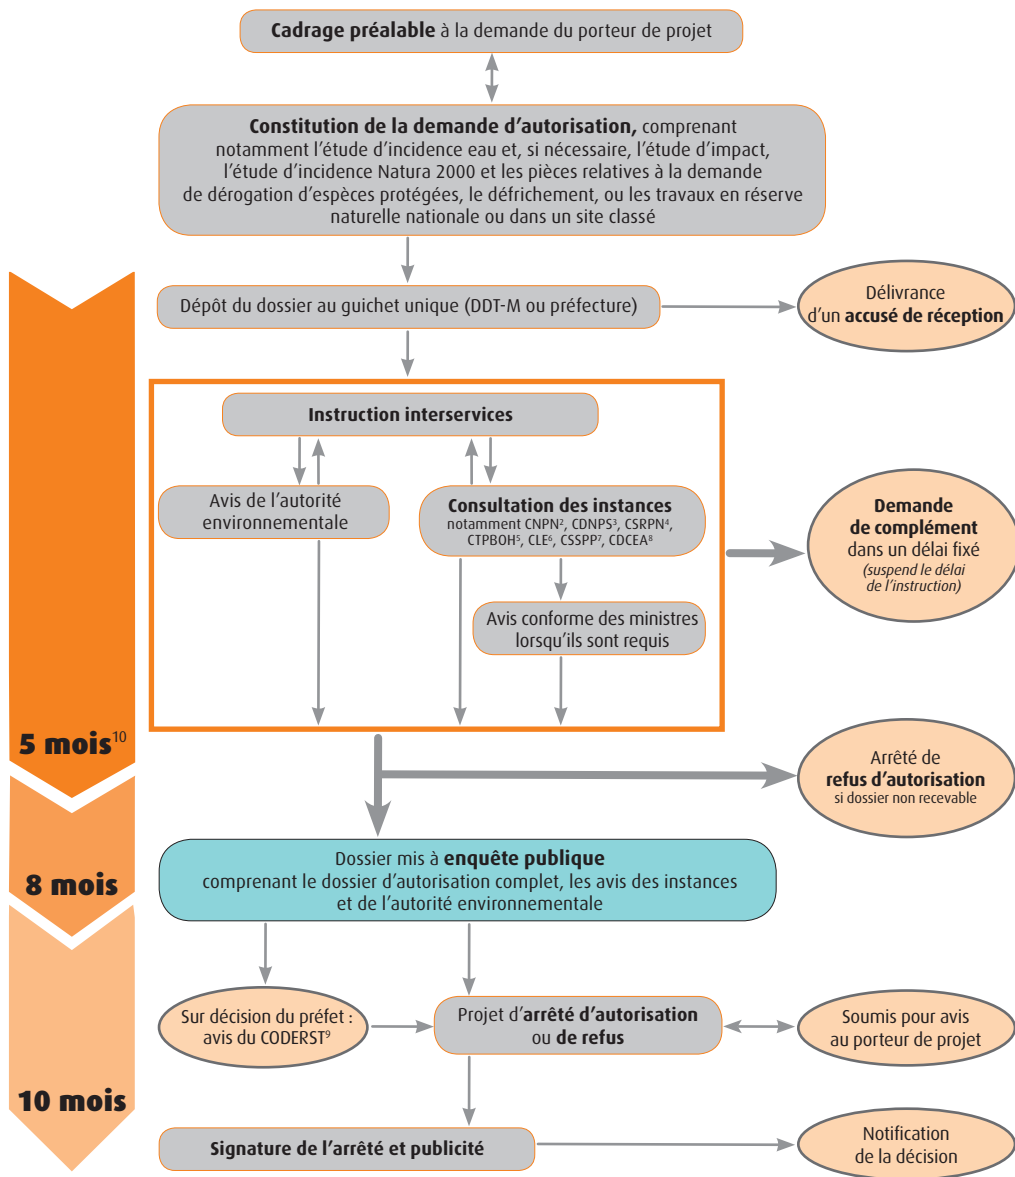 Cadrage préalable à la demande du porteur de projet
Constitution de la demande d'autorisation, comprenant
notamment l'étude d'incidence eau et, si nécessaire, l'étude d'impact,
l'étude d'incidence Natura 2000 et les pièces relatives à la demande
de dérogation d'espèces protégées, le défrichement, ou les travaux en réserve
naturelle nationale ou dans un site classé
Dépôt du dossier au guichet unique (DDT-M ou préfecture)
Délivrance
d'un accusé de réception
Instruction interservices
Avis de l'autorité
environnementale
Consultation des instances
notamment CNPN², CDNPS³, CSRPN⁴,
CTPBOH⁵, CLE⁶, CSSPP⁷, CDCEA⁸
Avis conforme des ministres
lorsqu'ils sont requis
Demande
de complément
dans un délai fixé
(suspend le délai
de l'instruction)
5 mois¹⁰
Arrêté de
refus d'autorisation
si dossier non recevable
8 mois
Dossier mis à enquête publique
comprenant le dossier d'autorisation complet, les avis des instances
et de l'autorité environnementale
Sur décision du préfet :
avis du CODERST⁹
Projet d'arrêté d'autorisation
ou de refus
Soumis pour avis
au porteur de projet
10 mois
Signature de l'arrêté et publicité
Notification
de la décision